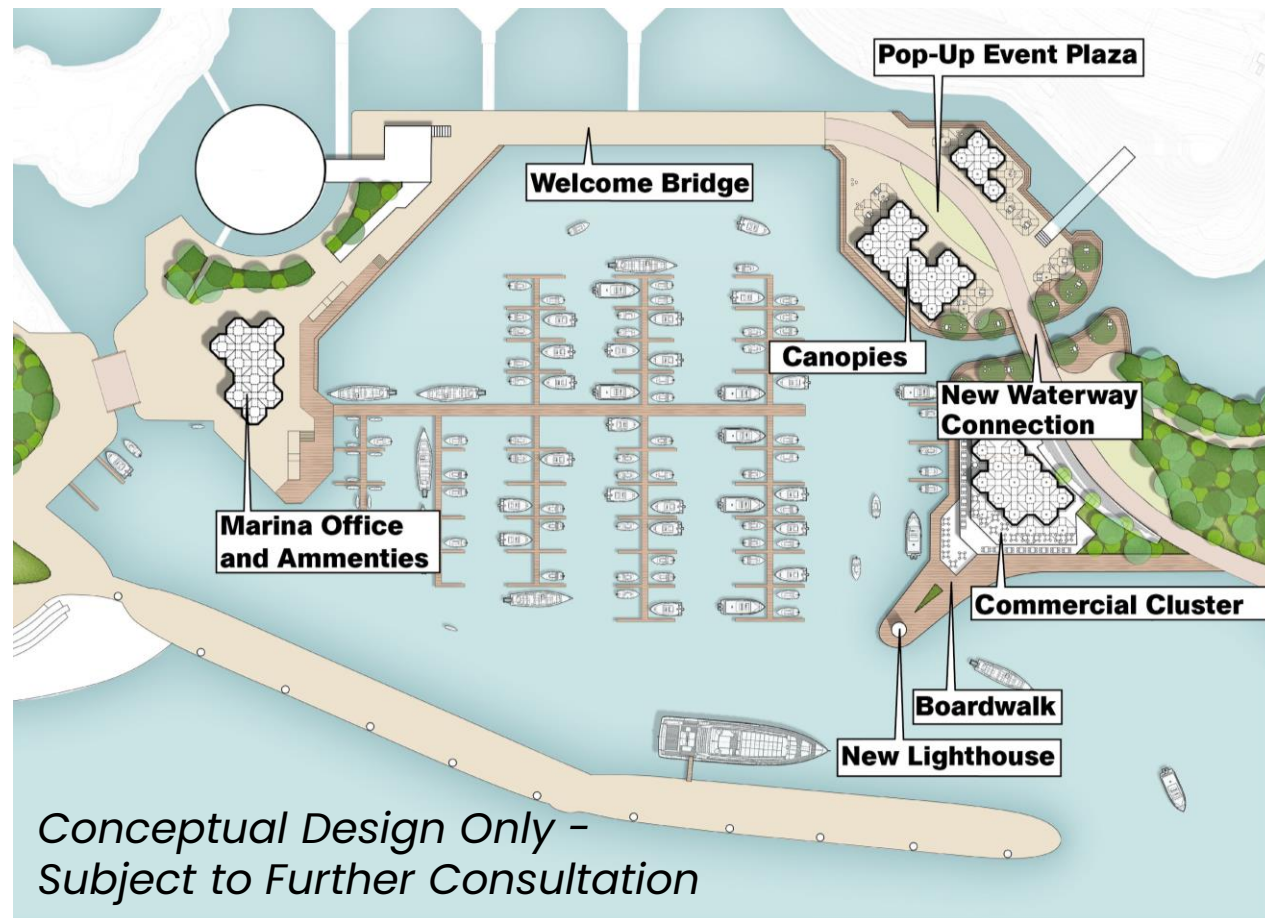 Pop-Up Event Plaza
Welcome Bridge
Canopies
New Waterway
Connection
Marina Office
and Ammenties
Commercial Cluster
Boardwalk
New Lighthouse
Conceptual Design Only -
Subject to Further Consultation